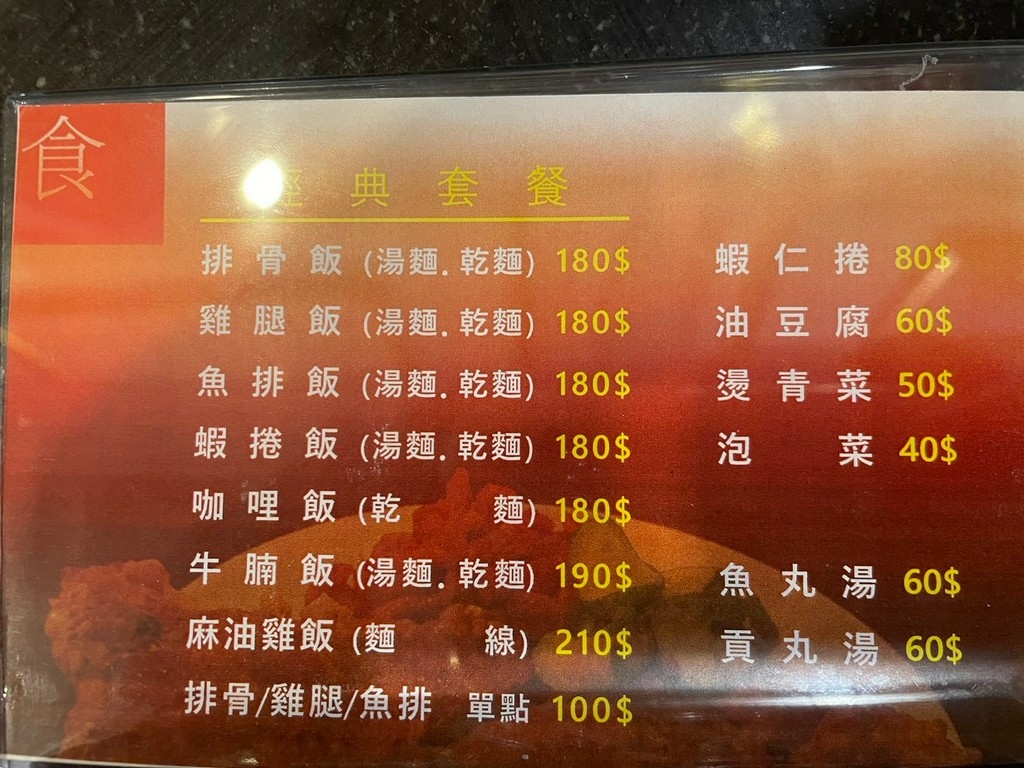 食
經典套餐
排骨飯 (湯麵.乾麵) 180$
雞腿飯 (湯麵.乾麵) 180$
魚排飯 (湯麵.乾麵) 180$
蝦捲飯 (湯麵.乾麵) 180$
咖哩飯 (乾 麵) 180$
牛腩飯 (湯麵.乾麵) 190$
麻油雞飯 (麵 線) 210$
排骨/雞腿/魚排 單點 100$
蝦仁捲 80$
油豆腐 60$
燙青菜 50$
泡 菜 40$
魚丸湯 60$
貢丸湯 60$